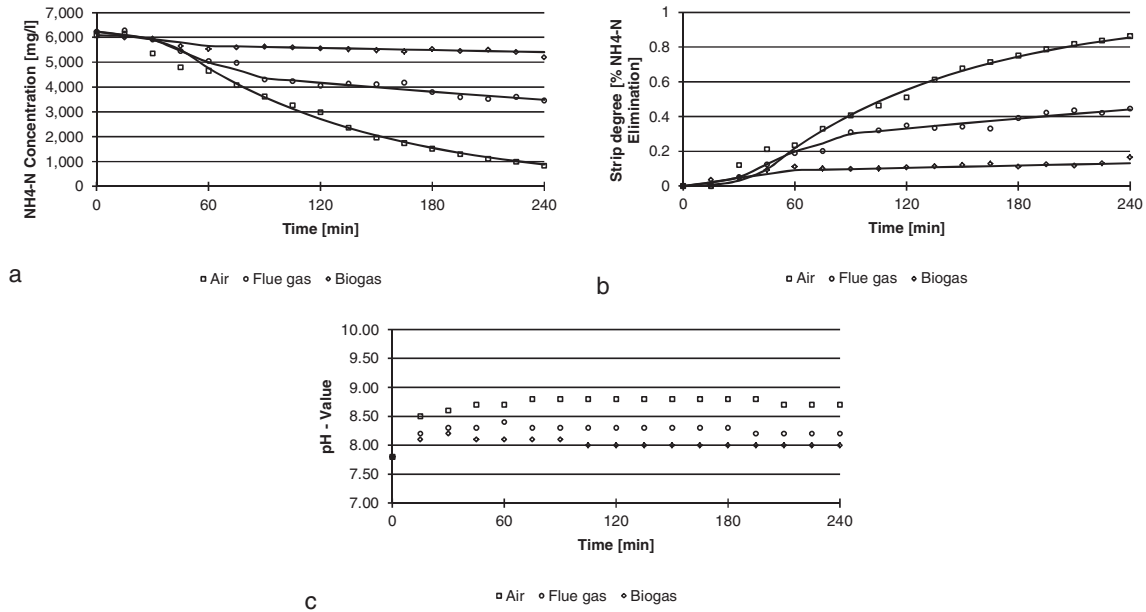 NH4-N Concentration [mg/l]
7,000
6,000
5,000
4,000
3,000
2,000
1,000
0
0 60 120 180 240
Time [min]
Air Flue gas Biogas
a
Strip degree [% NH4-N
Elimination]
1
0.8
0.6
0.4
0.2
0
0 60 120 180 240
Time [min]
Air Flue gas Biogas
b
pH - Value
10.00
9.50
9.00
8.50
8.00
7.50
7.00
0 60 120 180 240
Time [min]
Air Flue gas Biogas
c